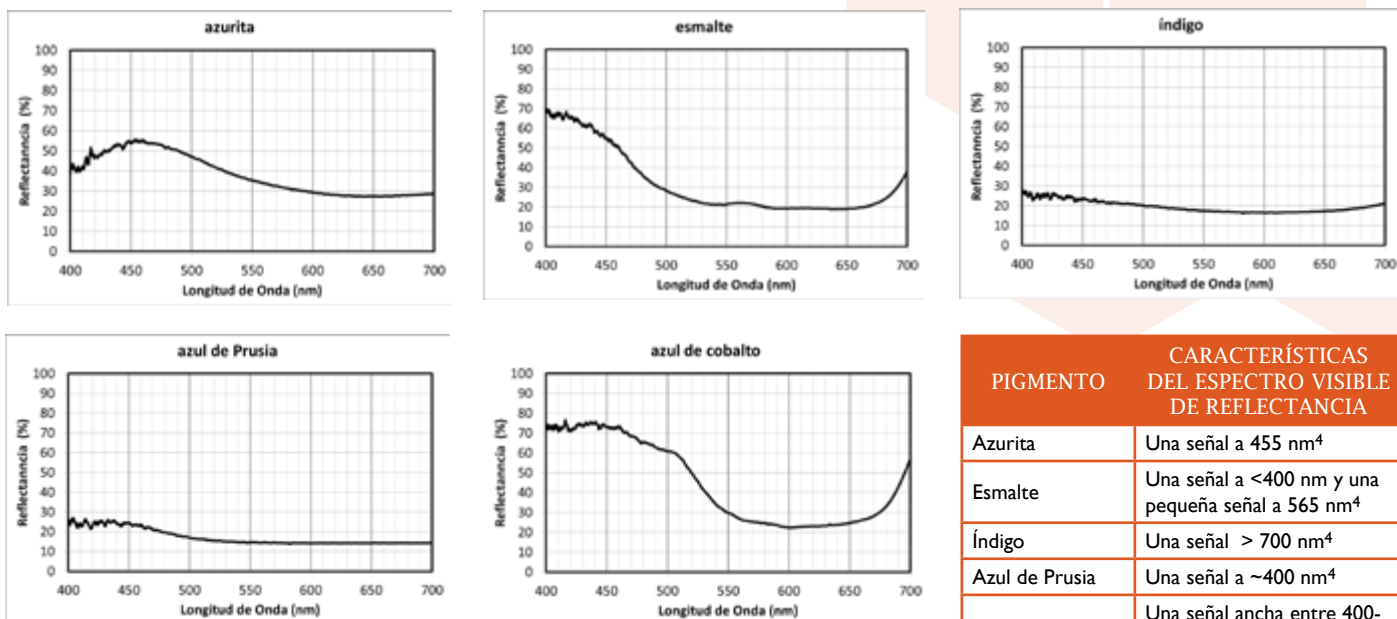 azurita
100
90
80
70
60
50
40
30
20
10
0
Reflectanncia (%)
400 450 500 550 600 650 700
Longitud de Onda (nm)
esmalte
100
90
80
70
60
50
40
30
20
10
0
Reflectanncia (%)
400 450 500 550 600 650 700
Longitud de Onda (nm)
índigo
100
90
80
70
60
50
40
30
20
10
0
Reflectanncia (%)
400 450 500 550 600 650 700
Longitud de Onda (nm)
azul de Prusia
100
90
80
70
60
50
40
30
20
10
0
Reflectanncia (%)
400 450 500 550 600 650 700
Longitud de Onda (nm)
azul de cobalto
100
90
80
70
60
50
40
30
20
10
0
Reflectanncia (%)
400 450 500 550 600 650 700
Longitud de Onda (nm)
PIGMENTO
CARACTERÍSTICAS
DEL ESPECTRO VISIBLE
DE REFLECTANCIA
Azurita
Una señal a 455 nm⁴
Esmalte
Una señal a <400 nm y una
pequeña señal a 565 nm⁴
Índigo
Una señal > 700 nm⁴
Azul de Prusia
Una señal a ~400 nm⁴
Una señal ancha entre 400-